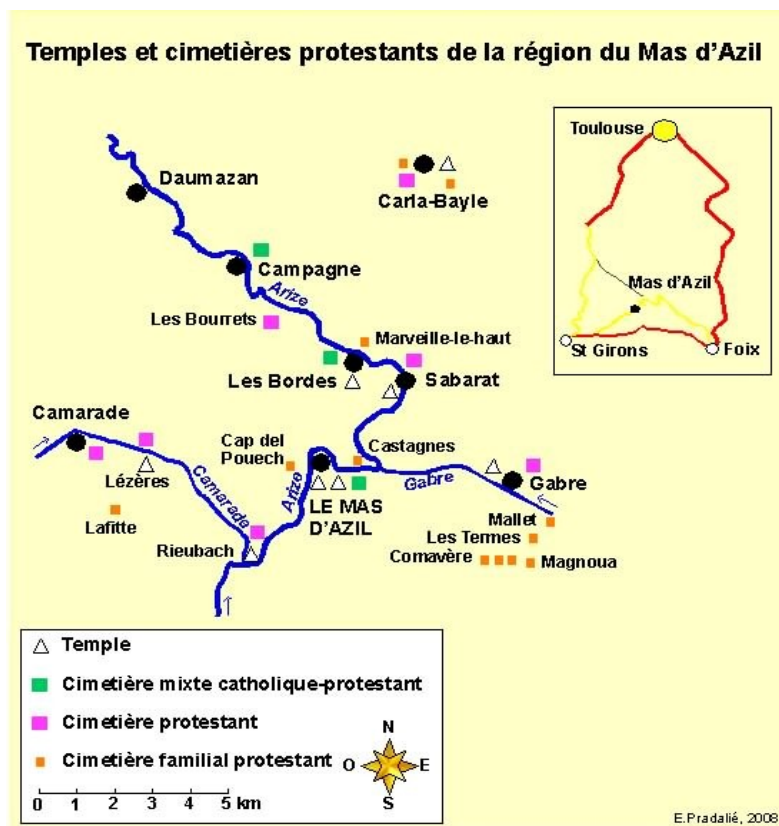 Temples et cimetières protestants de la région du Mas d'Azil
Toulouse
Mas d'Azil
St Girons
Foix
Daumazan
Carla-Bayle
Campagne
Arize
Les Bourrets
Marveille-le-haut
Les Bordes
Sabarat
Camarade
Lézères
Cap del
Pouech
Castagnes
Camarade
Arize
Gabre
Gabre
LE MAS
D'AZIL
Lafitte
Rieubach
Mallet
Les Termes
Comavère
Magnoua
Temple
Cimetière mixte catholique-protestant
Cimetière protestant
Cimetière familial protestant
N
O
E
S
0 1 2 3 4 5 km
E.Pradalié, 2008